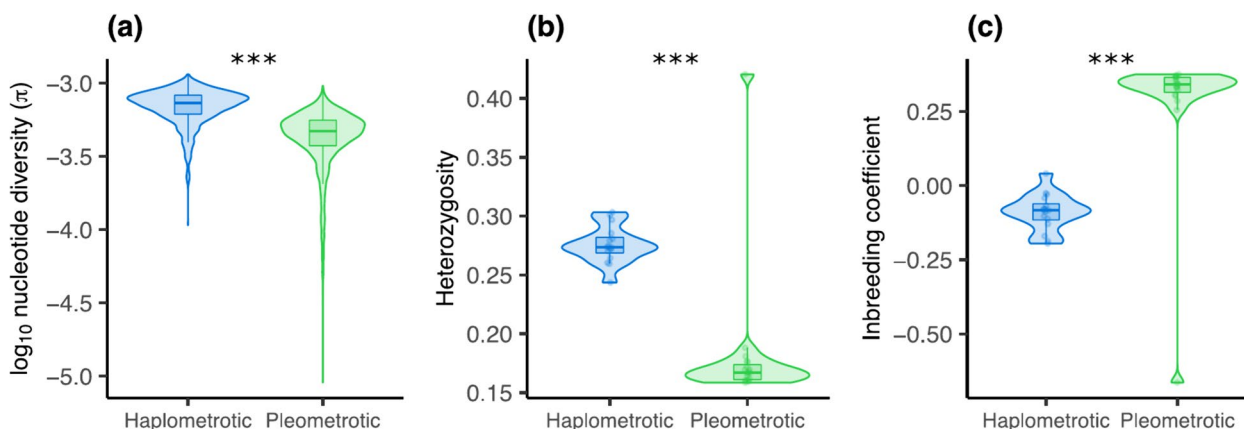 (a)
***
log10 nucleotide diversity (π)
−3.0
−3.5
−4.0
−4.5
−5.0
Haplometrotic Pleometrotic
(b)
***
Heterozygosity
0.40
0.35
0.30
0.25
0.20
0.15
Haplometrotic Pleometrotic
(c)
***
Inbreeding coefficient
0.25
0.00
−0.25
−0.50
Haplometrotic Pleometrotic